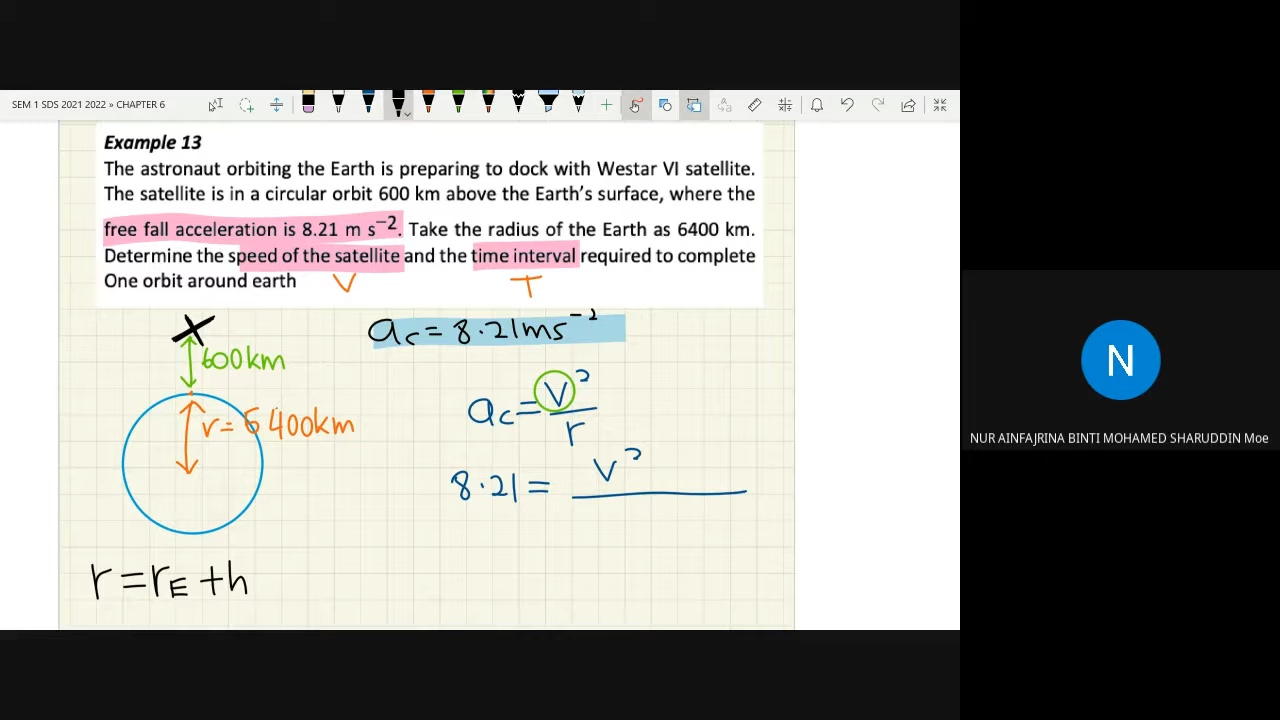 SEM 1 SDS 2021 2022 » CHAPTER 6
Example 13
The astronaut orbiting the Earth is preparing to dock with Westar VI satellite.
The satellite is in a circular orbit 600 km above the Earth's surface, where the
free fall acceleration is 8.21 m s⁻². Take the radius of the Earth as 6400 km.
Determine the speed of the satellite and the time interval required to complete
One orbit around earth
V T
ac = 8.21ms⁻²
600km
ac = V²/r
r = 6400km
8.21 = V²
r = rE + h
N
NUR AINFAJRINA BINTI MOHAMED SHARUDDIN Moe